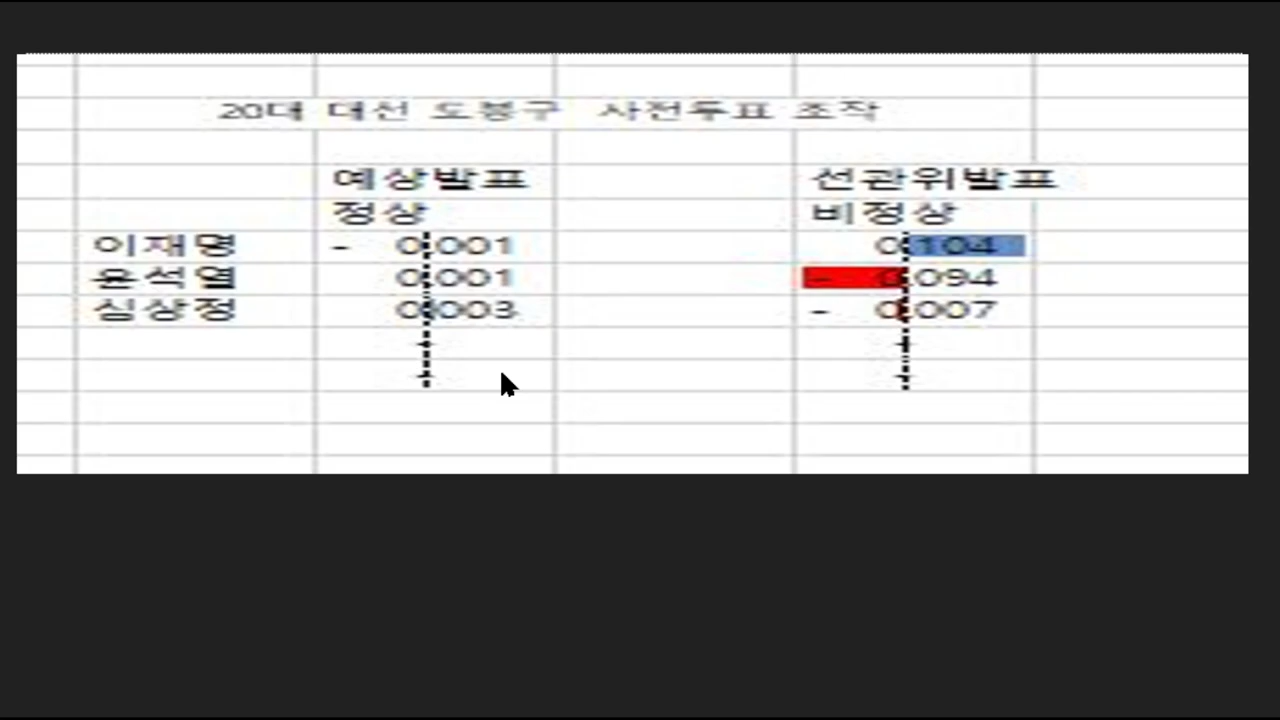 20대 대선 도봉구 사전투표 조작
예상발표 선관위발표
정상 비정상
이재명 - 0.001 0.104
윤석열 0.001 - 0.094
심상정 0.003 - 0.007